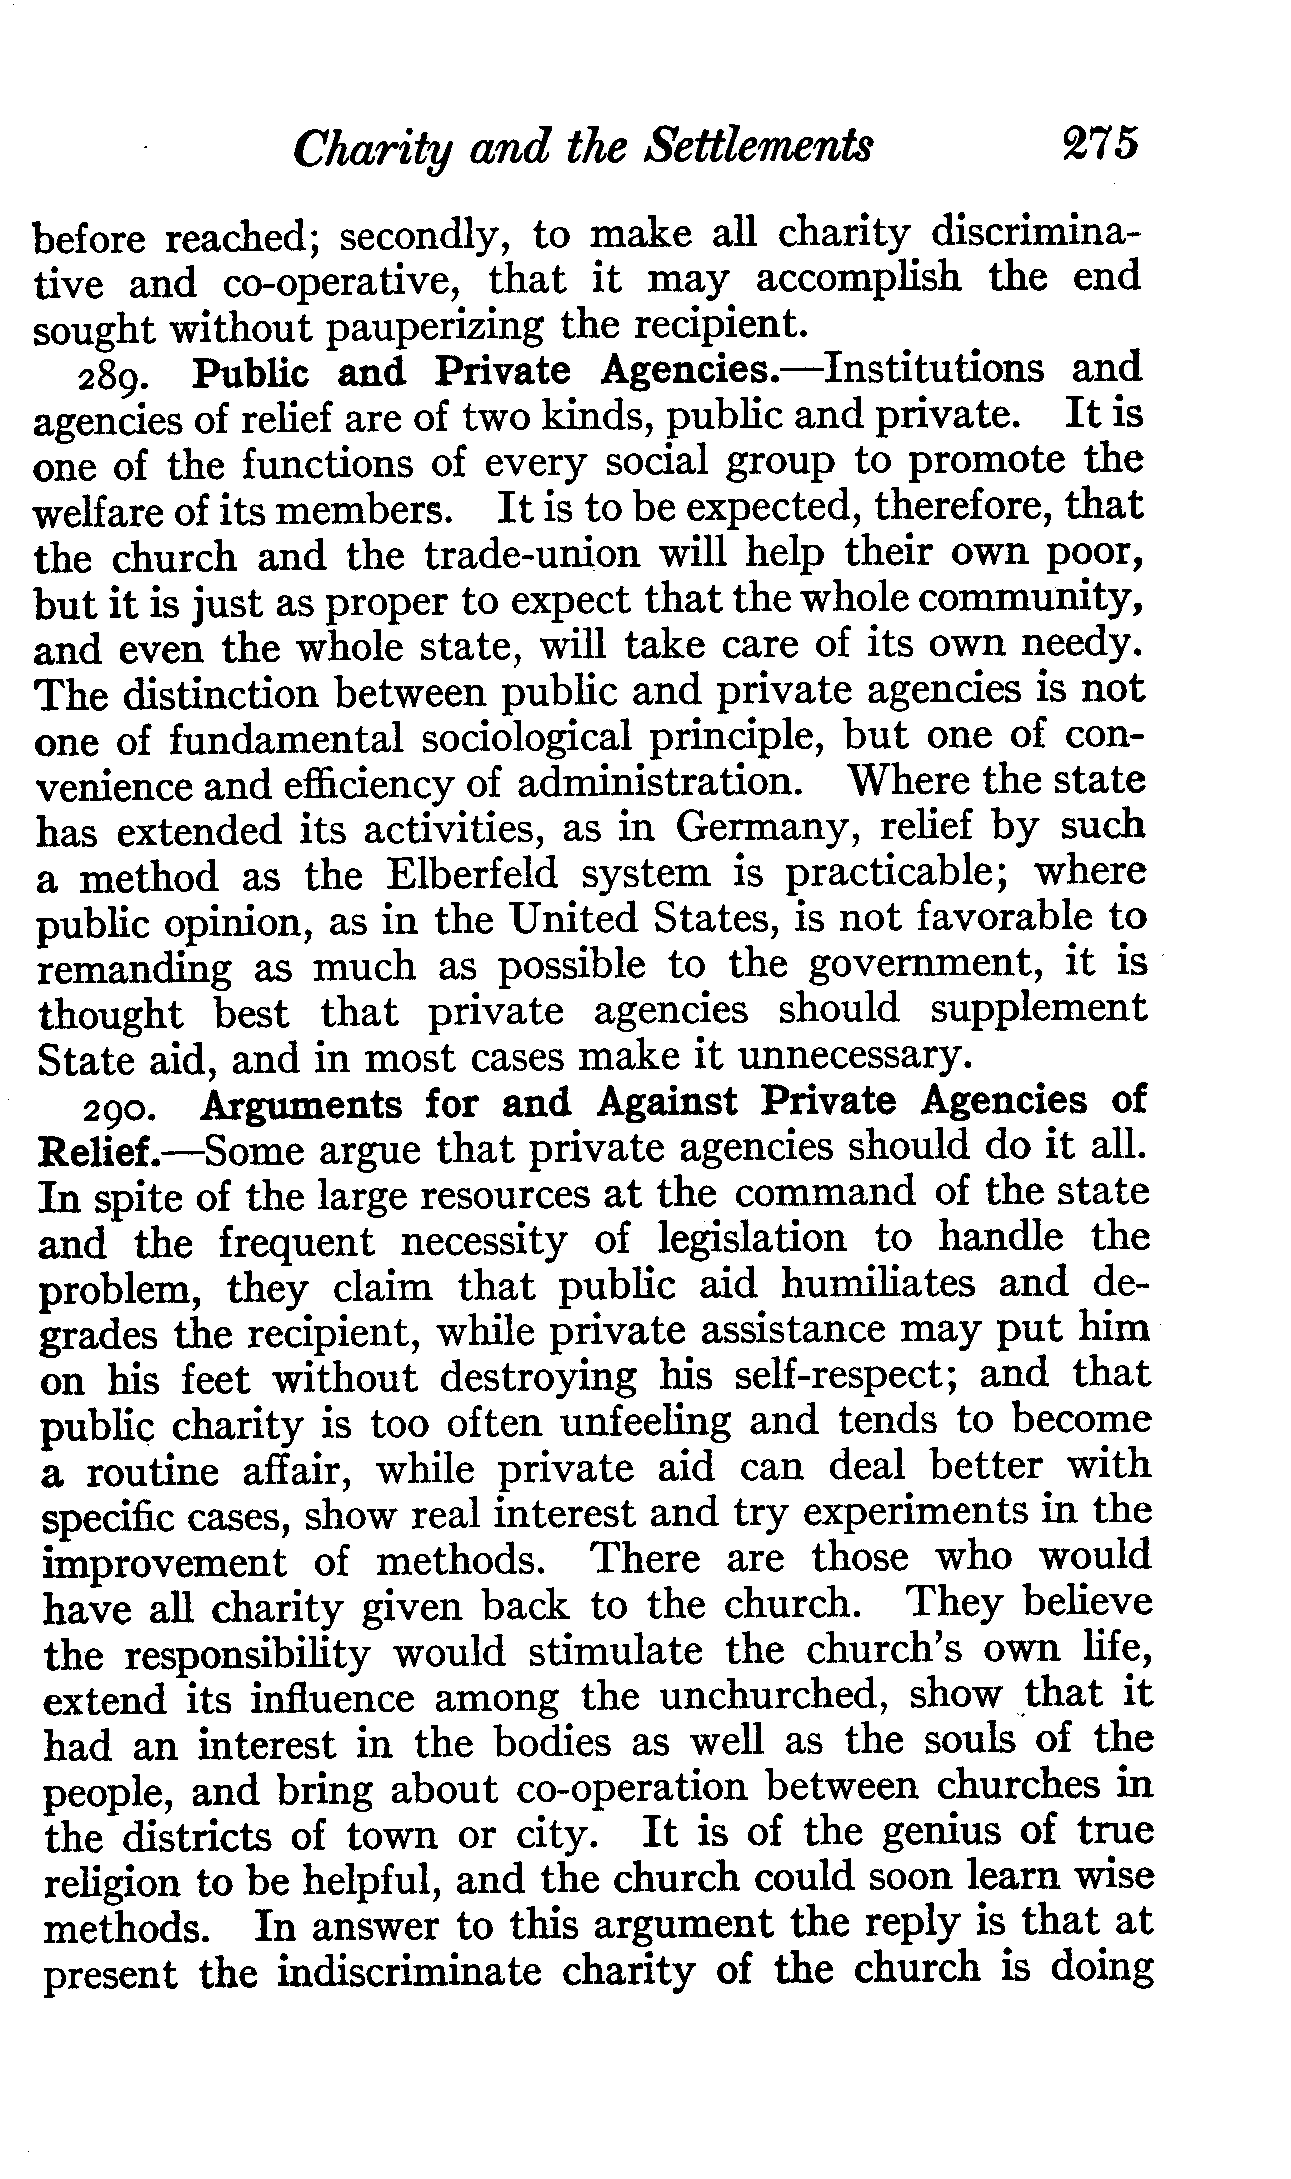 Charity and the Settlements 275
before reached; secondly, to make all charity discrimina-
tive and co-operative, that it may accomplish the end
sought without pauperizing the recipient.
289. Public and Private Agencies.—Institutions and
agencies of relief are of two kinds, public and private. It is
one of the functions of every social group to promote the
welfare of its members. It is to be expected, therefore, that
the church and the trade-union will help their own poor,
but it is just as proper to expect that the whole community,
and even the whole state, will take care of its own needy.
The distinction between public and private agencies is not
one of fundamental sociological principle, but one of con-
venience and efficiency of administration. Where the state
has extended its activities, as in Germany, relief by such
a method as the Elberfeld system is practicable; where
public opinion, as in the United States, is not favorable to
remanding as much as possible to the government, it is
thought best that private agencies should supplement
State aid, and in most cases make it unnecessary.
290. Arguments for and Against Private Agencies of
Relief.—Some argue that private agencies should do it all.
In spite of the large resources at the command of the state
and the frequent necessity of legislation to handle the
problem, they claim that public aid humiliates and de-
grades the recipient, while private assistance may put him
on his feet without destroying his self-respect; and that
public charity is too often unfeeling and tends to become
a routine affair, while private aid can deal better with
specific cases, show real interest and try experiments in the
improvement of methods. There are those who would
have all charity given back to the church. They believe
the responsibility would stimulate the church's own life,
extend its influence among the unchurched, show that it
had an interest in the bodies as well as the souls of the
people, and bring about co-operation between churches in
the districts of town or city. It is of the genius of true
religion to be helpful, and the church could soon learn wise
methods. In answer to this argument the reply is that at
present the indiscriminate charity of the church is doing